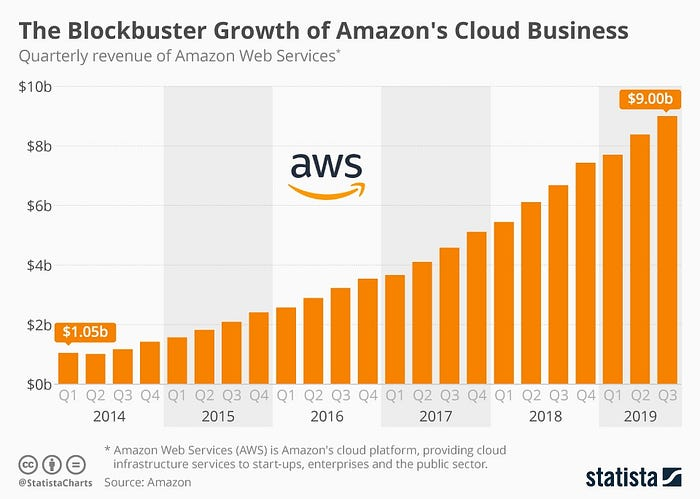 The Blockbuster Growth of Amazon's Cloud Business
Quarterly revenue of Amazon Web Services*
$10b
$9.00b
$8b
aws
$6b
$4b
$2b
$1.05b
$0b
Q1 Q2 Q3 Q4 Q1 Q2 Q3 Q4 Q1 Q2 Q3 Q4 Q1 Q2 Q3 Q4 Q1 Q2 Q3 Q4 Q1 Q2 Q3
2014 2015 2016 2017 2018 2019
* Amazon Web Services (AWS) is Amazon's cloud platform, providing cloud
infrastructure services to start-ups, enterprises and the public sector.
cc
@StatistaCharts Source: Amazon
statista